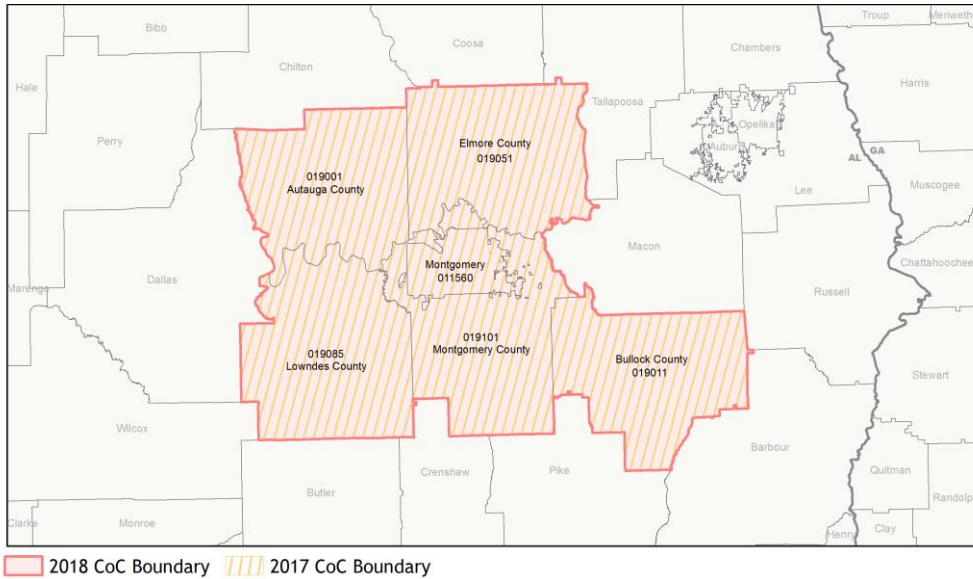 Bibb
Coosa
Troup
Meriweth
Chilton
Chambers
Hale
Harris
Tallapoosa
Perry
Elmore County
019051
Opelika
Auburn
019001
Autauga County
AL GA
Lee
Muscogee
Macon
Chattahoochee
Montgomery
011560
Dallas
Marengo
Russell
019085
Lowndes County
019101
Montgomery County
Bullock County
019011
Stewart
Wilcox
Barbour
Crenshaw
Pike
Quitman
Butler
Randolp
Clarke
Monroe
Henry
Clay
2018 CoC Boundary
2017 CoC Boundary